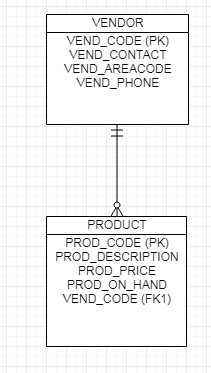 VENDOR
VEND_CODE (PK)
VEND_CONTACT
VEND_AREACODE
VEND_PHONE
PRODUCT
PROD_CODE (PK)
PROD_DESCRIPTION
PROD_PRICE
PROD_ON_HAND
VEND_CODE (FK1)